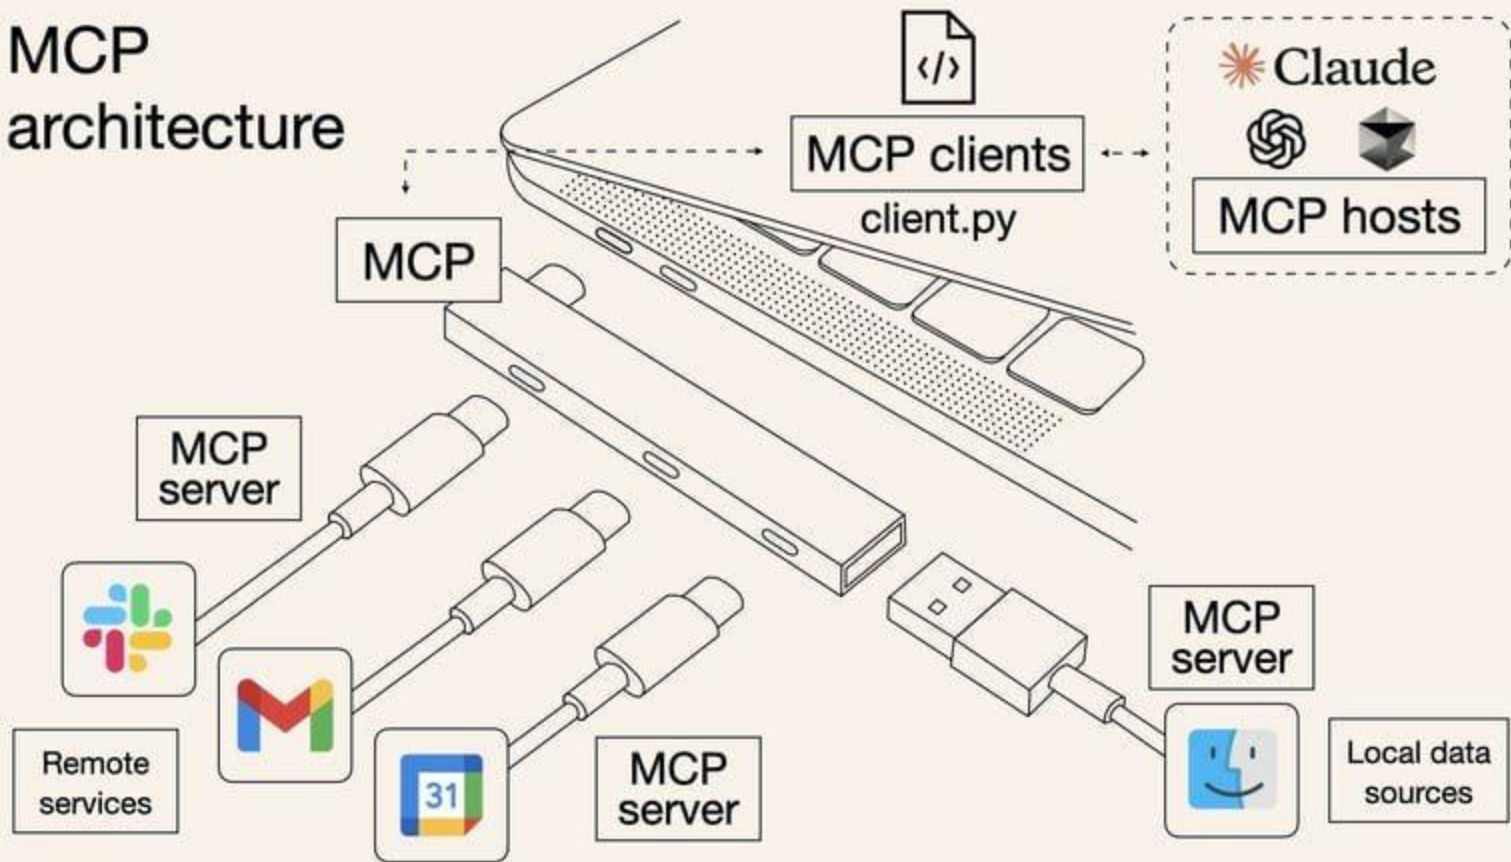 MCP
architecture
</>
MCP clients
client.py
Claude
MCP hosts
MCP
MCP
server
MCP
server
Remote
services
31
MCP
server
Local data
sources